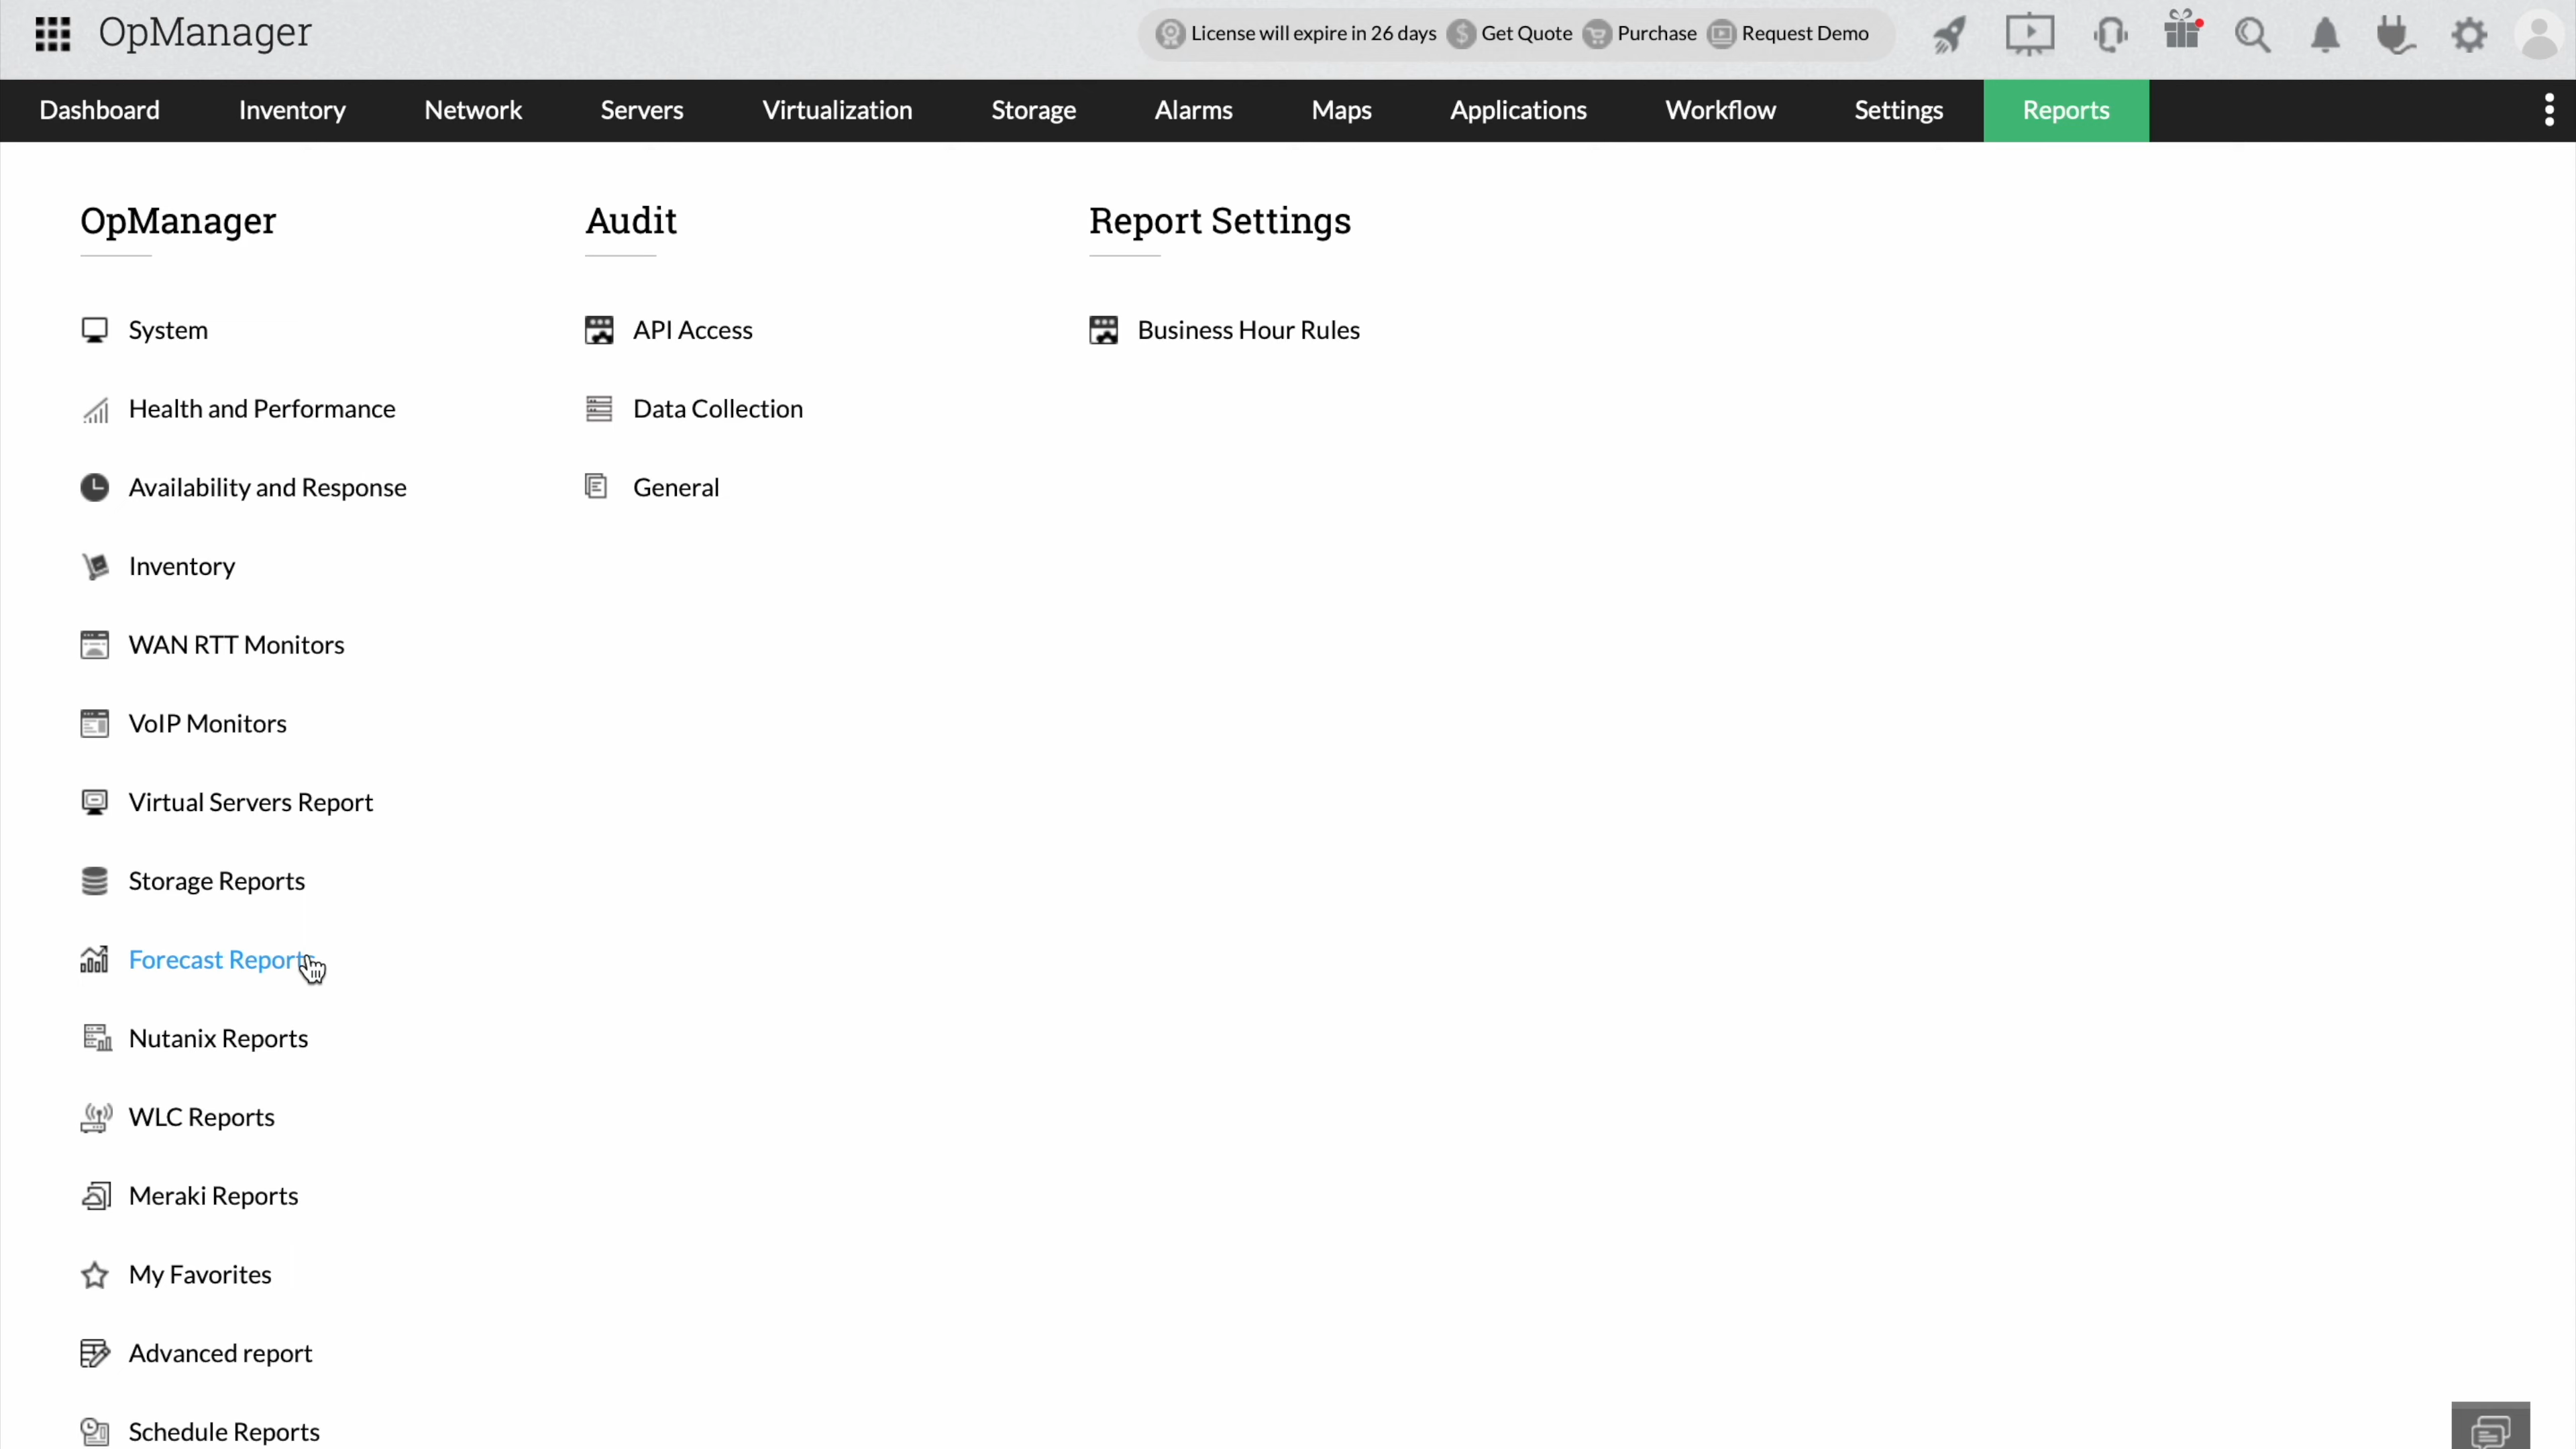 OpManager
License will expire in 26 days Get Quote Purchase Request Demo
Dashboard Inventory Network Servers Virtualization Storage Alarms Maps Applications Workflow Settings Reports
OpManager
System
Health and Performance
Availability and Response
Inventory
WAN RTT Monitors
VoIP Monitors
Virtual Servers Report
Storage Reports
Forecast Reports
Nutanix Reports
WLC Reports
Meraki Reports
My Favorites
Advanced report
Schedule Reports
Audit
API Access
Data Collection
General
Report Settings
Business Hour Rules